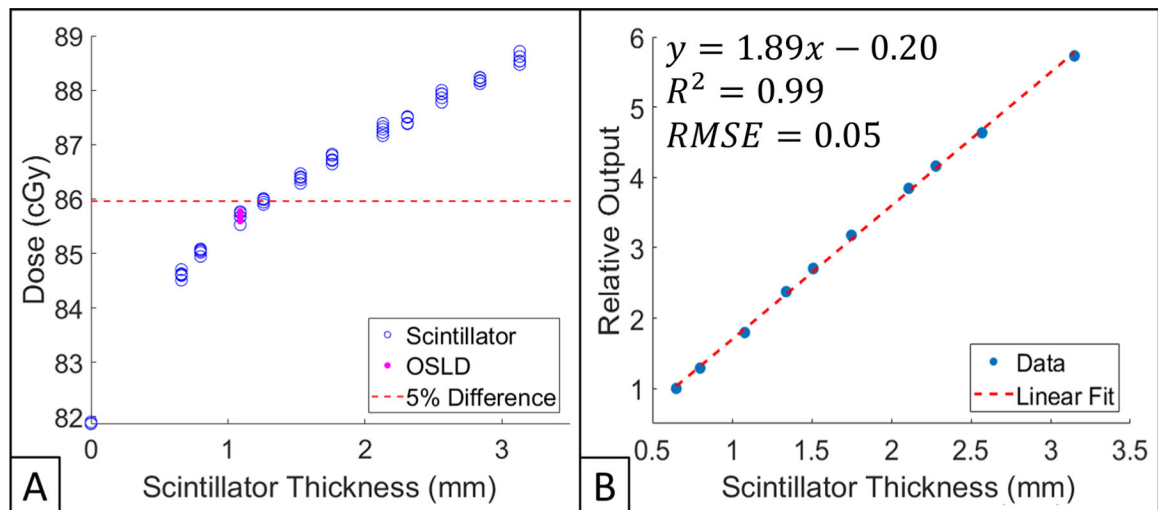 89
88
87
86
85
84
83
82
Dose (cGy)
Scintillator
OSLD
5% Difference
0
1
2
3
Scintillator Thickness (mm)
A
6
5
4
3
2
1
Relative Output
y = 1.89x − 0.20
R² = 0.99
RMSE = 0.05
Data
Linear Fit
0.5
1
1.5
2
2.5
3
3.5
Scintillator Thickness (mm)
B